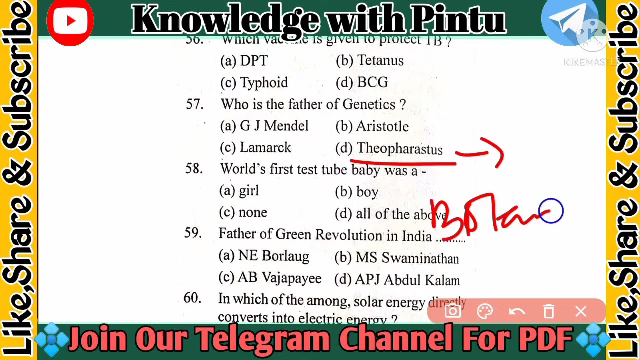 Knowledge with Pintu
KINEMASTER
56. Which vaccine is given to protect TB ?
(a) DPT (b) Tetanus
(c) Typhoid (d) BCG
57. Who is the father of Genetics ?
(a) G J Mendel (b) Aristotle
(c) Lamarck (d) Theopharastus
58. World's first test tube baby was a -
(a) girl (b) boy
(c) none (d) all of the above
59. Father of Green Revolution in India ..........
(a) NE Borlaug (b) MS Swaminathan
(c) AB Vajapayee (d) APJ Abdul Kalam
60. In which of the among, solar energy directly
converts into electric energy ?
Like,Share & Subscribe
Like,Share & Subscribe
Join Our Telegram Channel For PDF